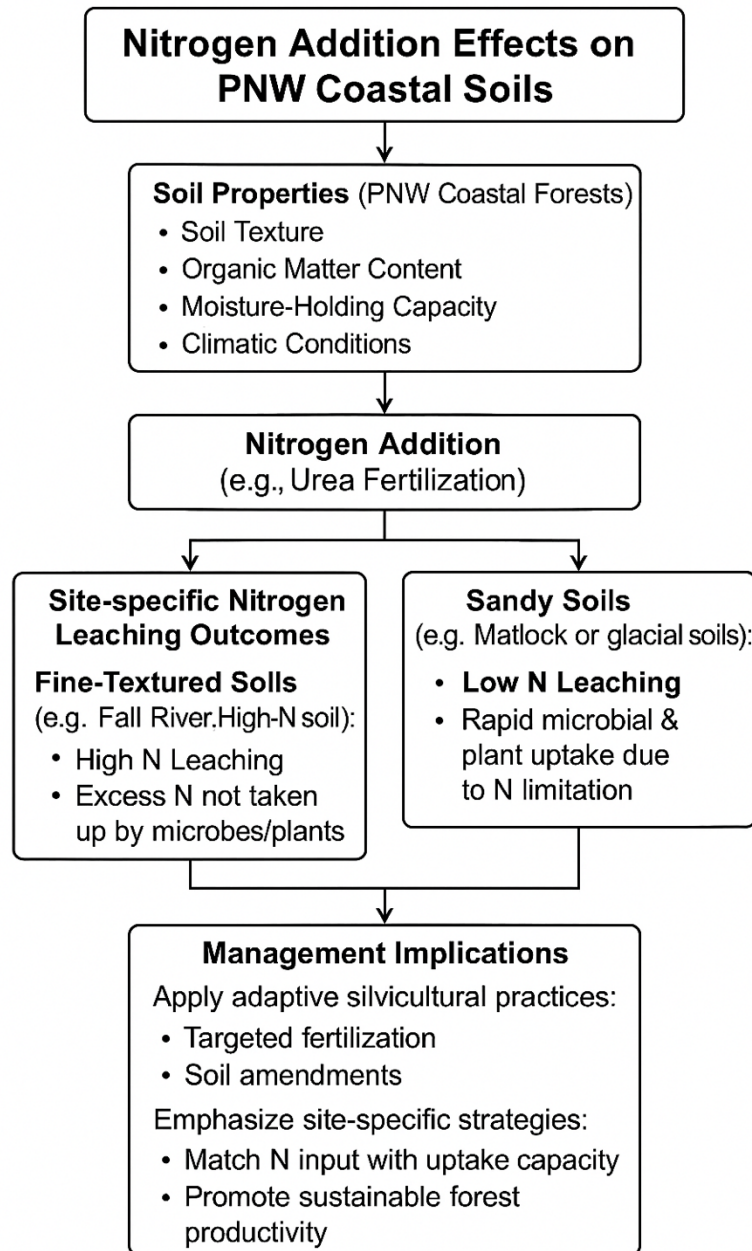 Nitrogen Addition Effects on
PNW Coastal Soils
Soil Properties (PNW Coastal Forests)
• Soil Texture
• Organic Matter Content
• Moisture-Holding Capacity
• Climatic Conditions
Nitrogen Addition
(e.g., Urea Fertilization)
Site-specific Nitrogen
Leaching Outcomes
Fine-Textured Solls
(e.g. Fall River.High-N soil):
• High N Leaching
• Excess N not taken
up by microbes/plants
Sandy Soils
(e.g. Matlock or glacial soils):
• Low N Leaching
• Rapid microbial &
plant uptake due
to N limitation
Management Implications
Apply adaptive silvicultural practices:
• Targeted fertilization
• Soil amendments
Emphasize site-specific strategies:
• Match N input with uptake capacity
• Promote sustainable forest
productivity